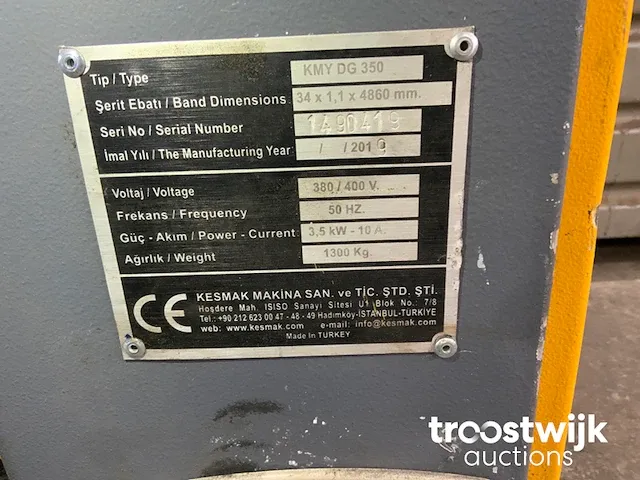 Tip / Type KMY DG 350
Şerit Ebatı / Band Dimensions 34 x 1,1 x 4860 mm.
Seri No / Serial Number 1490419
İmal Yılı / The Manufacturing Year / / 2019
Voltaj / Voltage 380 / 400 V.
Frekans / Frequency 50 HZ.
Güç - Akım / Power - Current: 3,5 kW - 10 A.
Ağırlık / Weight 1300 Kg.
CE KESMAK MAKİNA SAN. ve TİC. ŞTD. ŞTİ.
Hoşdere Mah. ISISO Sanayi Sitesi U1 Blok No.: 7/8
Tel.: +90 212 623 00 47 - 48 - 49 Hadımköy-İSTANBUL-TÜRKİYE
web: www.kesmak.com e-mail: info@kesmak.com
Made in TURKEY
troostwijk
auctions